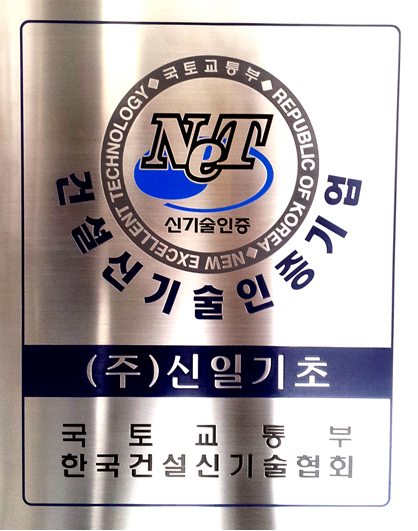 국토교통부 ◆ REPUBLIC OF KOREA ◆ NEW EXCELLENT TECHNOLOGY ◆
NeT
신기술인증
건설신기술인증기업
(주)신일기초
국토교통부
한국건설신기술협회